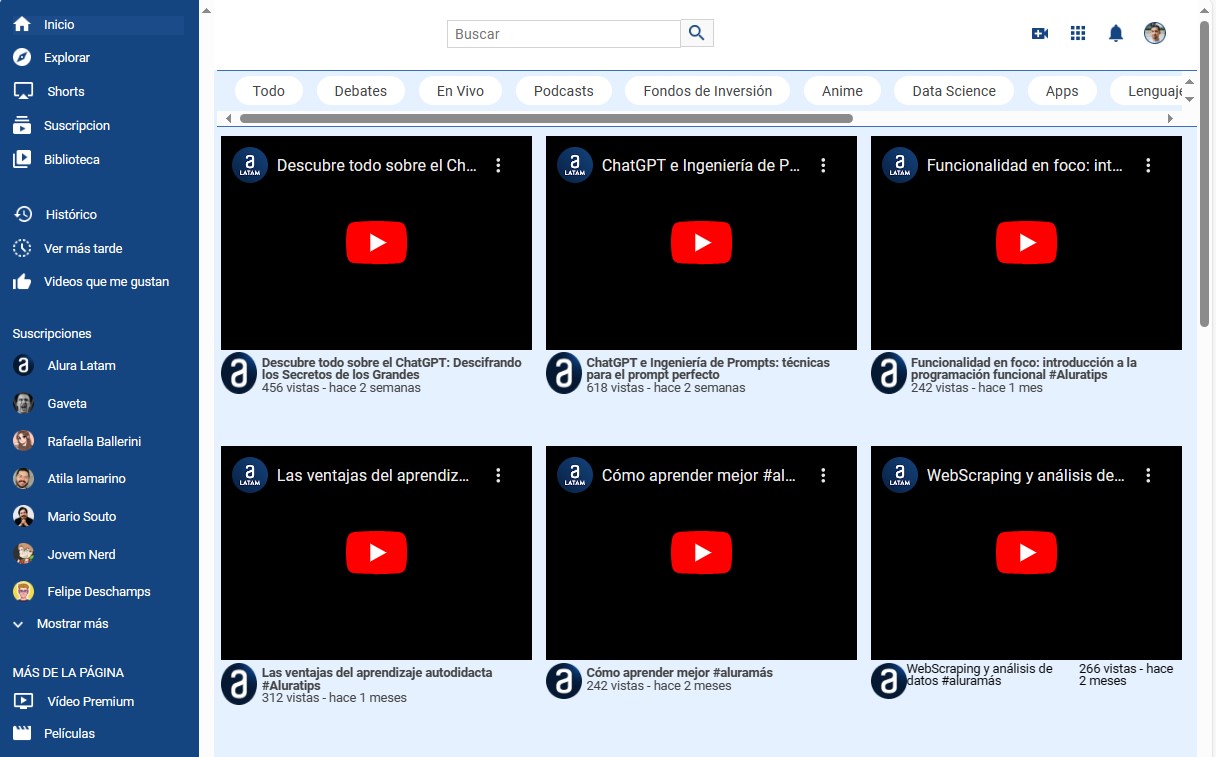 Inicio
Explorar
Shorts
Suscripcion
Biblioteca
Histórico
Ver más tarde
Videos que me gustan
Suscripciones
Alura Latam
Gaveta
Rafaella Ballerini
Atila Iamarino
Mario Souto
Jovem Nerd
Felipe Deschamps
Mostrar más
MÁS DE LA PÁGINA
Vídeo Premium
Películas
Buscar
Todo
Debates
En Vivo
Podcasts
Fondos de Inversión
Anime
Data Science
Apps
Lenguaje
a
LATAM
Descubre todo sobre el Ch...
a
Descubre todo sobre el ChatGPT: Descifrando
los Secretos de los Grandes
456 vistas - hace 2 semanas
a
LATAM
ChatGPT e Ingeniería de P...
a
ChatGPT e Ingeniería de Prompts: técnicas
para el prompt perfecto
618 vistas - hace 2 semanas
a
LATAM
Funcionalidad en foco: int...
a
Funcionalidad en foco: introducción a la
programación funcional #Aluratips
242 vistas - hace 1 mes
a
LATAM
Las ventajas del aprendiz...
a
Las ventajas del aprendizaje autodidacta
#Aluratips
312 vistas - hace 1 meses
a
LATAM
Cómo aprender mejor #al...
a
Cómo aprender mejor #aluramás
242 vistas - hace 2 meses
a
LATAM
WebScraping y análisis de...
a
WebScraping y análisis de
datos #aluramás
266 vistas - hace
2 meses